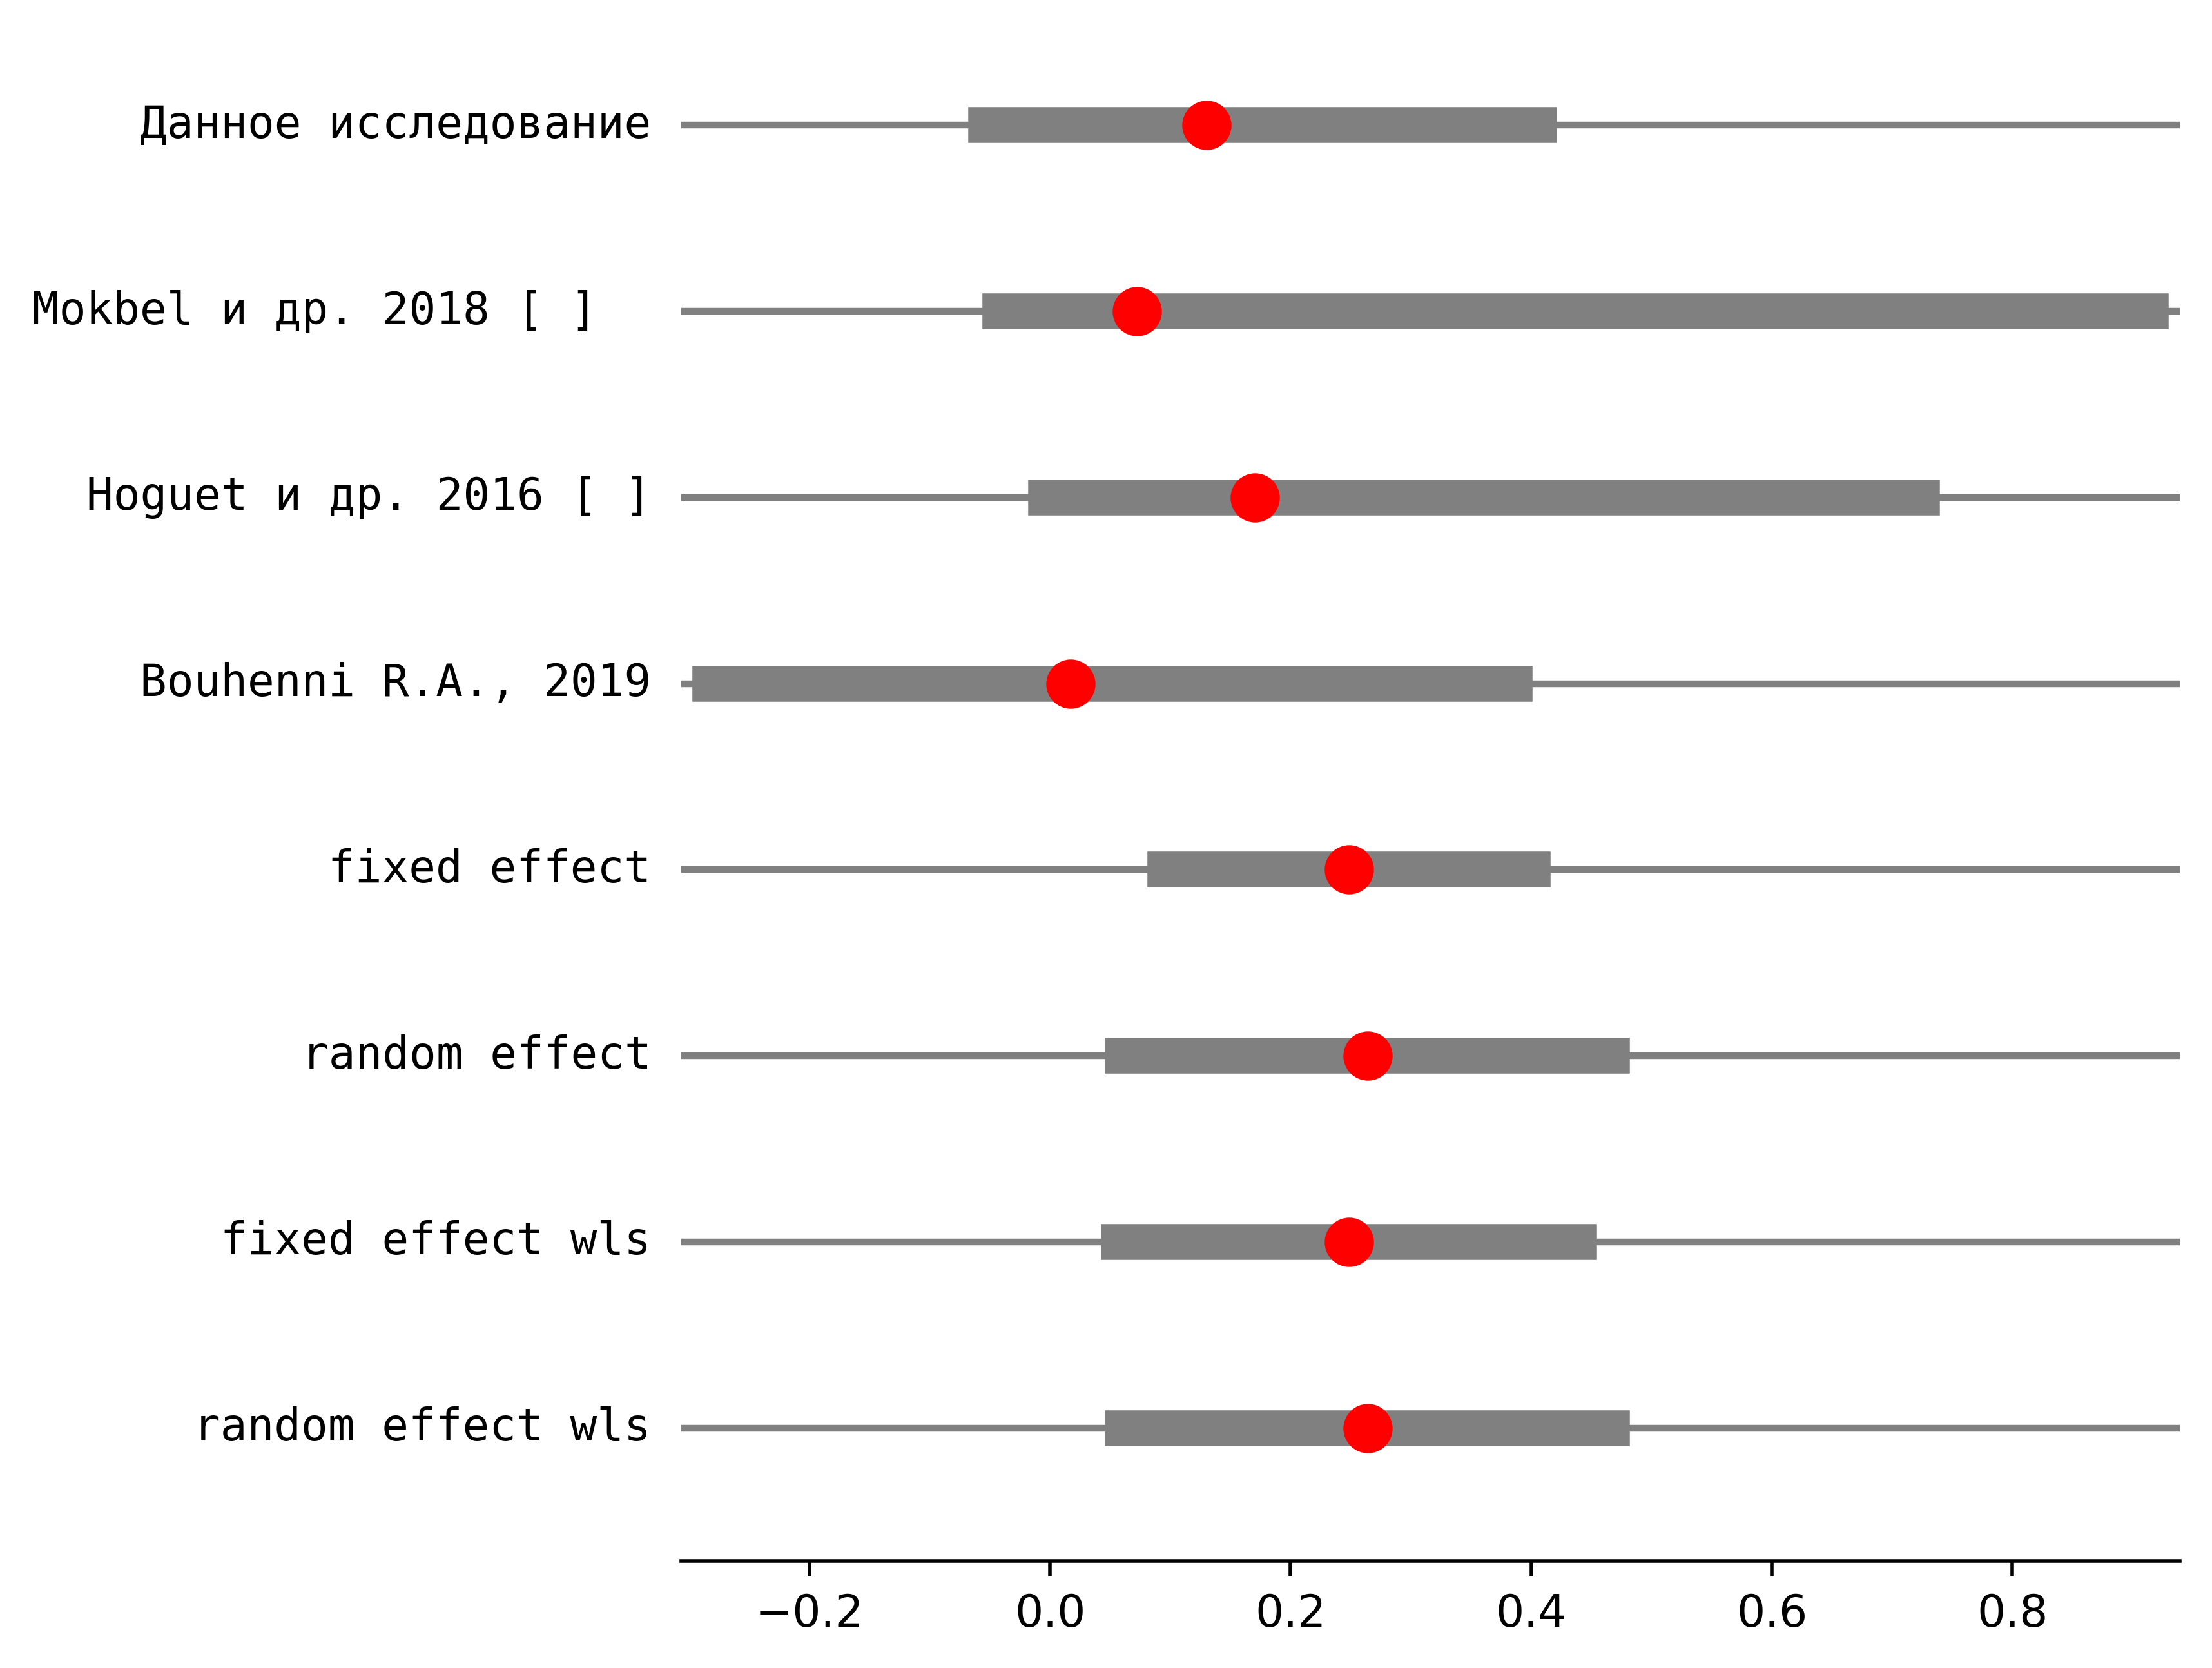 Данное исследование
Mokbel и др. 2018 [ ]
Hoguet и др. 2016 [ ]
Bouhenni R.A., 2019
fixed effect
random effect
fixed effect wls
random effect wls
−0.2 0.0 0.2 0.4 0.6 0.8